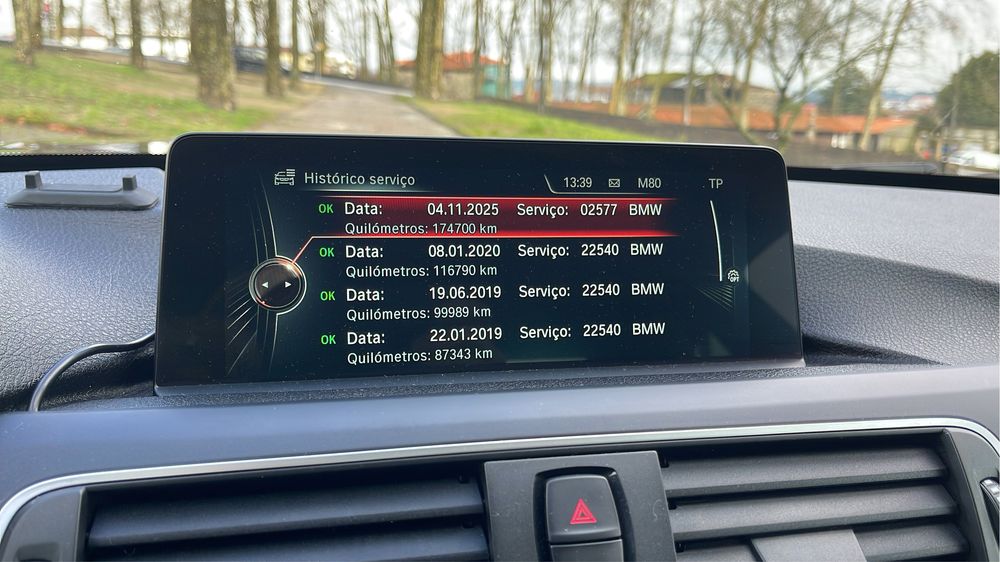 Histórico serviço 13:39 M80 TP
OK Data: 04.11.2025 Serviço: 02577 BMW
Quilómetros: 174700 km
OK Data: 08.01.2020 Serviço: 22540 BMW
Quilómetros: 116790 km
OK Data: 19.06.2019 Serviço: 22540 BMW
Quilómetros: 99989 km
OK Data: 22.01.2019 Serviço: 22540 BMW
Quilómetros: 87343 km
OPT